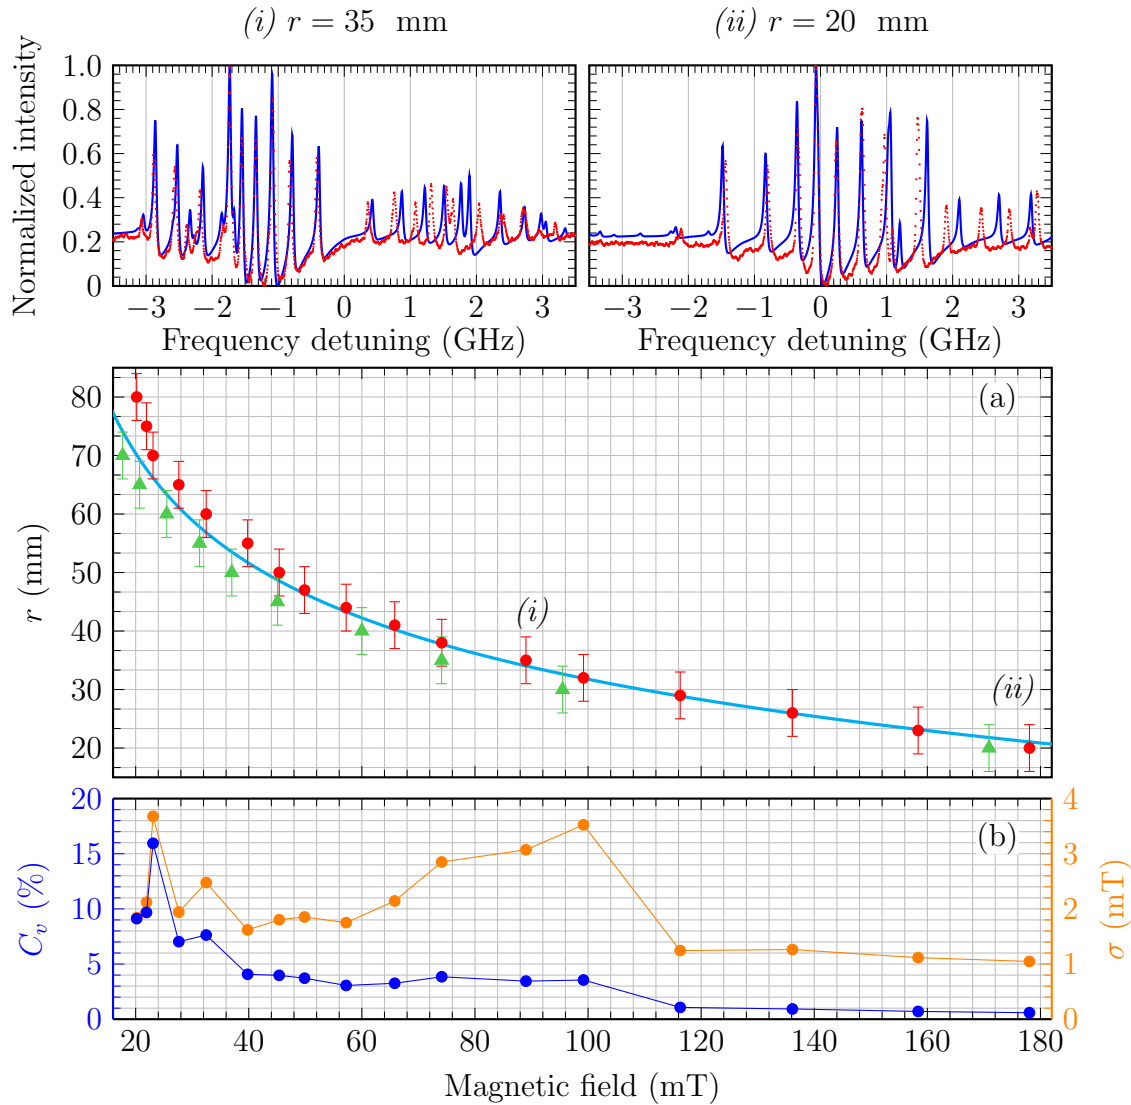 (i) r = 35 mm
(ii) r = 20 mm
Normalized intensity
1.0
0.8
0.6
0.4
0.2
0
−3 −2 −1 0 1 2 3
−3 −2 −1 0 1 2 3
Frequency detuning (GHz)
Frequency detuning (GHz)
(a)
r (mm)
80
70
60
50
40
30
20
(i)
(ii)
(b)
C_v (%)
20
15
10
5
0
4
3
2
1
0
σ (mT)
20 40 60 80 100 120 140 160 180
Magnetic field (mT)